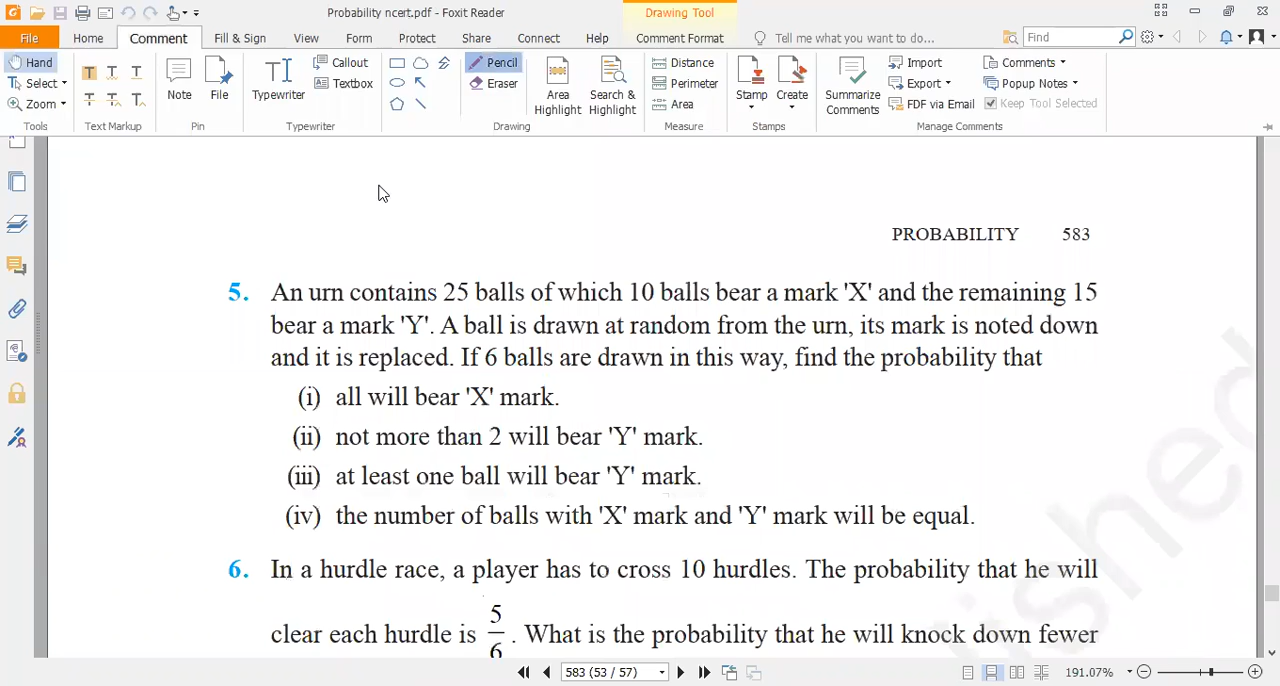 Probability ncert.pdf - Foxit Reader
Drawing Tool
File Home Comment Fill & Sign View Form Protect Share Connect Help Comment Format Tell me what you want to do... Find
Hand
Select
Zoom
Tools
Text Markup
Note
File
Pin
Typewriter
Callout
Textbox
Typewriter
Pencil
Eraser
Area Highlight
Search & Highlight
Drawing
Distance
Perimeter
Area
Measure
Stamp
Create
Stamps
Summarize Comments
Import
Export
FDF via Email
Comments
Popup Notes
Keep Tool Selected
Manage Comments
PROBABILITY 583
5. An urn contains 25 balls of which 10 balls bear a mark 'X' and the remaining 15
bear a mark 'Y'. A ball is drawn at random from the urn, its mark is noted down
and it is replaced. If 6 balls are drawn in this way, find the probability that
(i) all will bear 'X' mark.
(ii) not more than 2 will bear 'Y' mark.
(iii) at least one ball will bear 'Y' mark.
(iv) the number of balls with 'X' mark and 'Y' mark will be equal.
6. In a hurdle race, a player has to cross 10 hurdles. The probability that he will
clear each hurdle is 5/6 . What is the probability that he will knock down fewer
583 (53 / 57)
191.07%